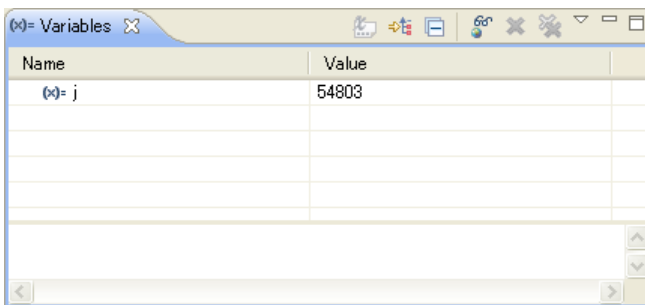 (x)= Variables
Name Value
(x)= j 54803